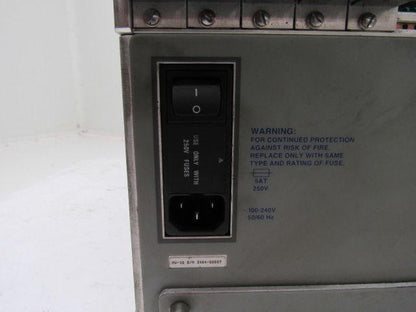 I
O
USE ONLY WITH
250V FUSES
WARNING:
FOR CONTINUED PROTECTION
AGAINST RISK OF FIRE.
REPLACE ONLY WITH SAME
TYPE AND RATING OF FUSE.
5AT
250V
~100-240V
50/60 Hz